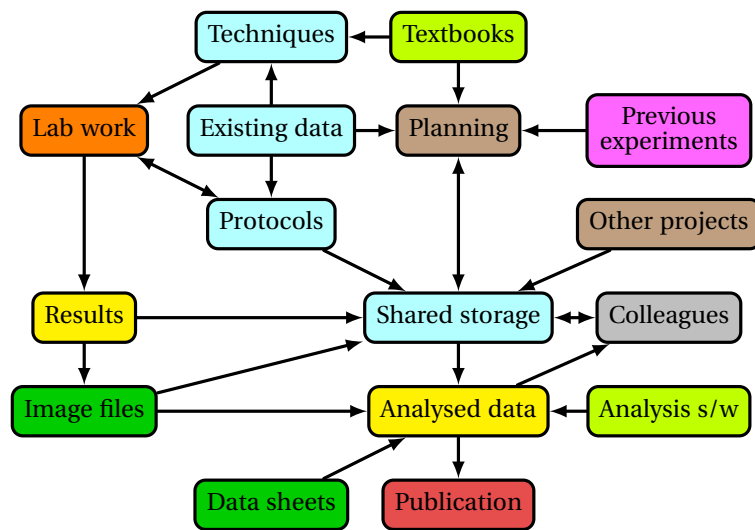 Techniques
Textbooks
Lab work
Existing data
Planning
Previous
experiments
Protocols
Other projects
Results
Shared storage
Colleagues
Image files
Analysed data
Analysis s/w
Data sheets
Publication